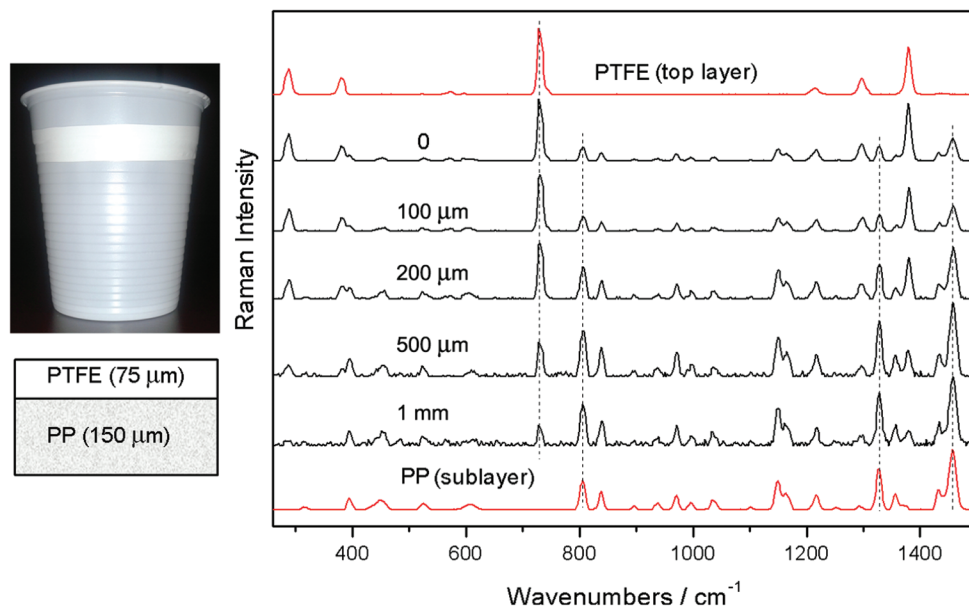 PTFE (75 μm)
PP (150 μm)
Raman Intensity
PTFE (top layer)
0
100 μm
200 μm
500 μm
1 mm
PP (sublayer)
400 600 800 1000 1200 1400
Wavenumbers / cm⁻¹